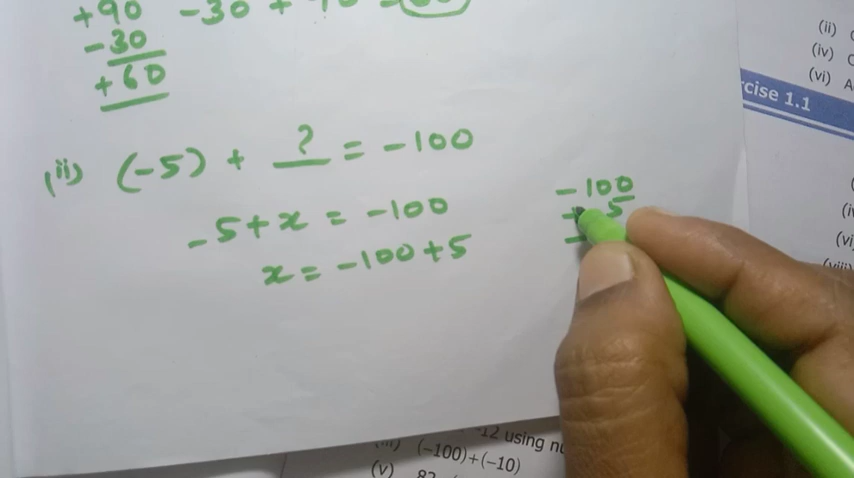 +90 -30 +
-30
+60
(ii) (-5) + ? = -100
-5+x = -100
x = -100+5
-100
+ 5
-
(ii)
(iv)
(vi) A
cise 1.1
-12 using
(-100)+(-10)
(v)